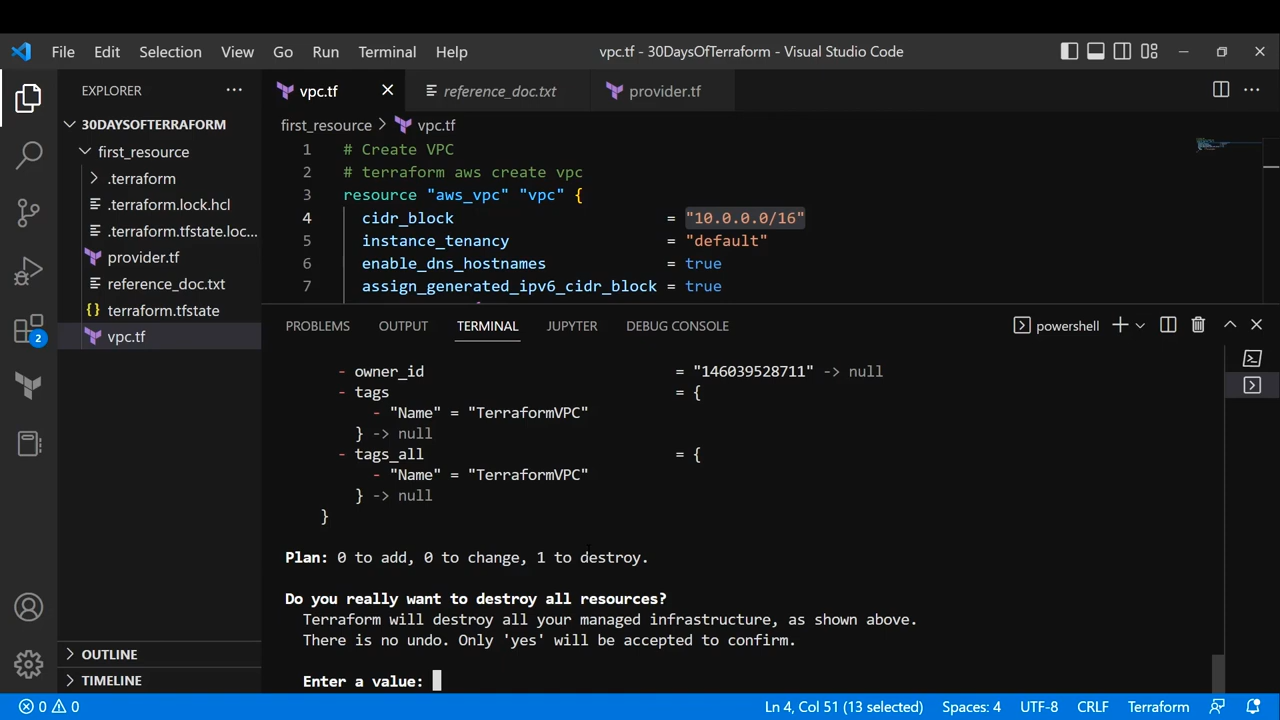 File Edit Selection View Go Run Terminal Help vpc.tf - 30DaysOfTerraform - Visual Studio Code
EXPLORER
30DAYSOFTERRAFORM
first_resource
.terraform
.terraform.lock.hcl
.terraform.tfstate.loc...
provider.tf
reference_doc.txt
terraform.tfstate
vpc.tf
OUTLINE
TIMELINE
2
vpc.tf reference_doc.txt provider.tf
first_resource > vpc.tf
1 # Create VPC
2 # terraform aws create vpc
3 resource "aws_vpc" "vpc" {
4 cidr_block = "10.0.0.0/16"
5 instance_tenancy = "default"
6 enable_dns_hostnames = true
7 assign_generated_ipv6_cidr_block = true
PROBLEMS OUTPUT TERMINAL JUPYTER DEBUG CONSOLE powershell
- owner_id = "146039528711" -> null
- tags = {
- "Name" = "TerraformVPC"
} -> null
- tags_all = {
- "Name" = "TerraformVPC"
} -> null
}
Plan: 0 to add, 0 to change, 1 to destroy.
Do you really want to destroy all resources?
Terraform will destroy all your managed infrastructure, as shown above.
There is no undo. Only 'yes' will be accepted to confirm.
Enter a value:
0 0 Ln 4, Col 51 (13 selected) Spaces: 4 UTF-8 CRLF Terraform